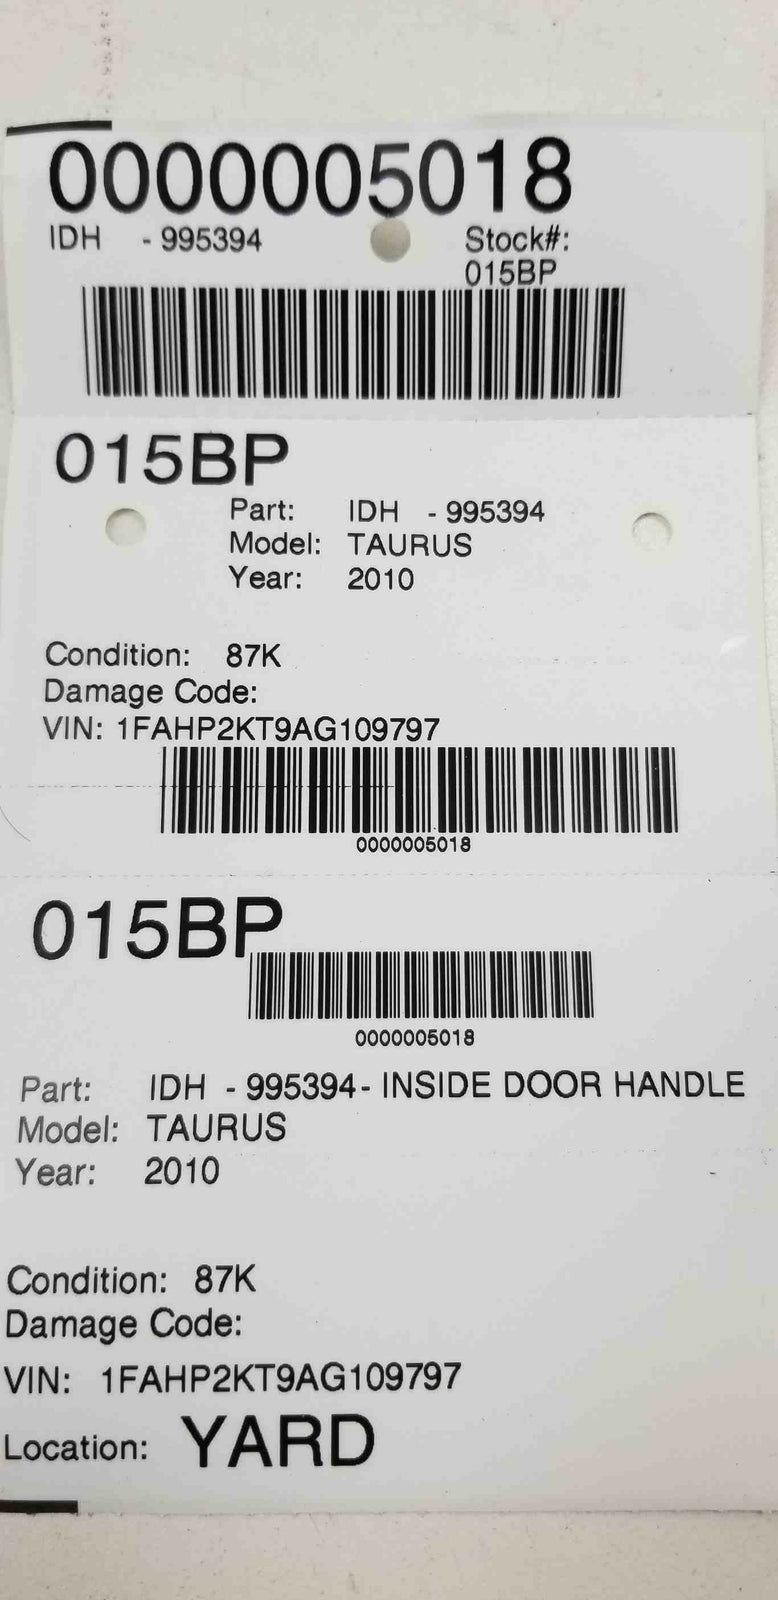 0000005018
IDH - 995394 Stock#:
015BP
015BP
Part: IDH - 995394
Model: TAURUS
Year: 2010
Condition: 87K
Damage Code:
VIN: 1FAHP2KT9AG109797
0000005018
015BP
0000005018
Part: IDH - 995394- INSIDE DOOR HANDLE
Model: TAURUS
Year: 2010
Condition: 87K
Damage Code:
VIN: 1FAHP2KT9AG109797
Location: YARD